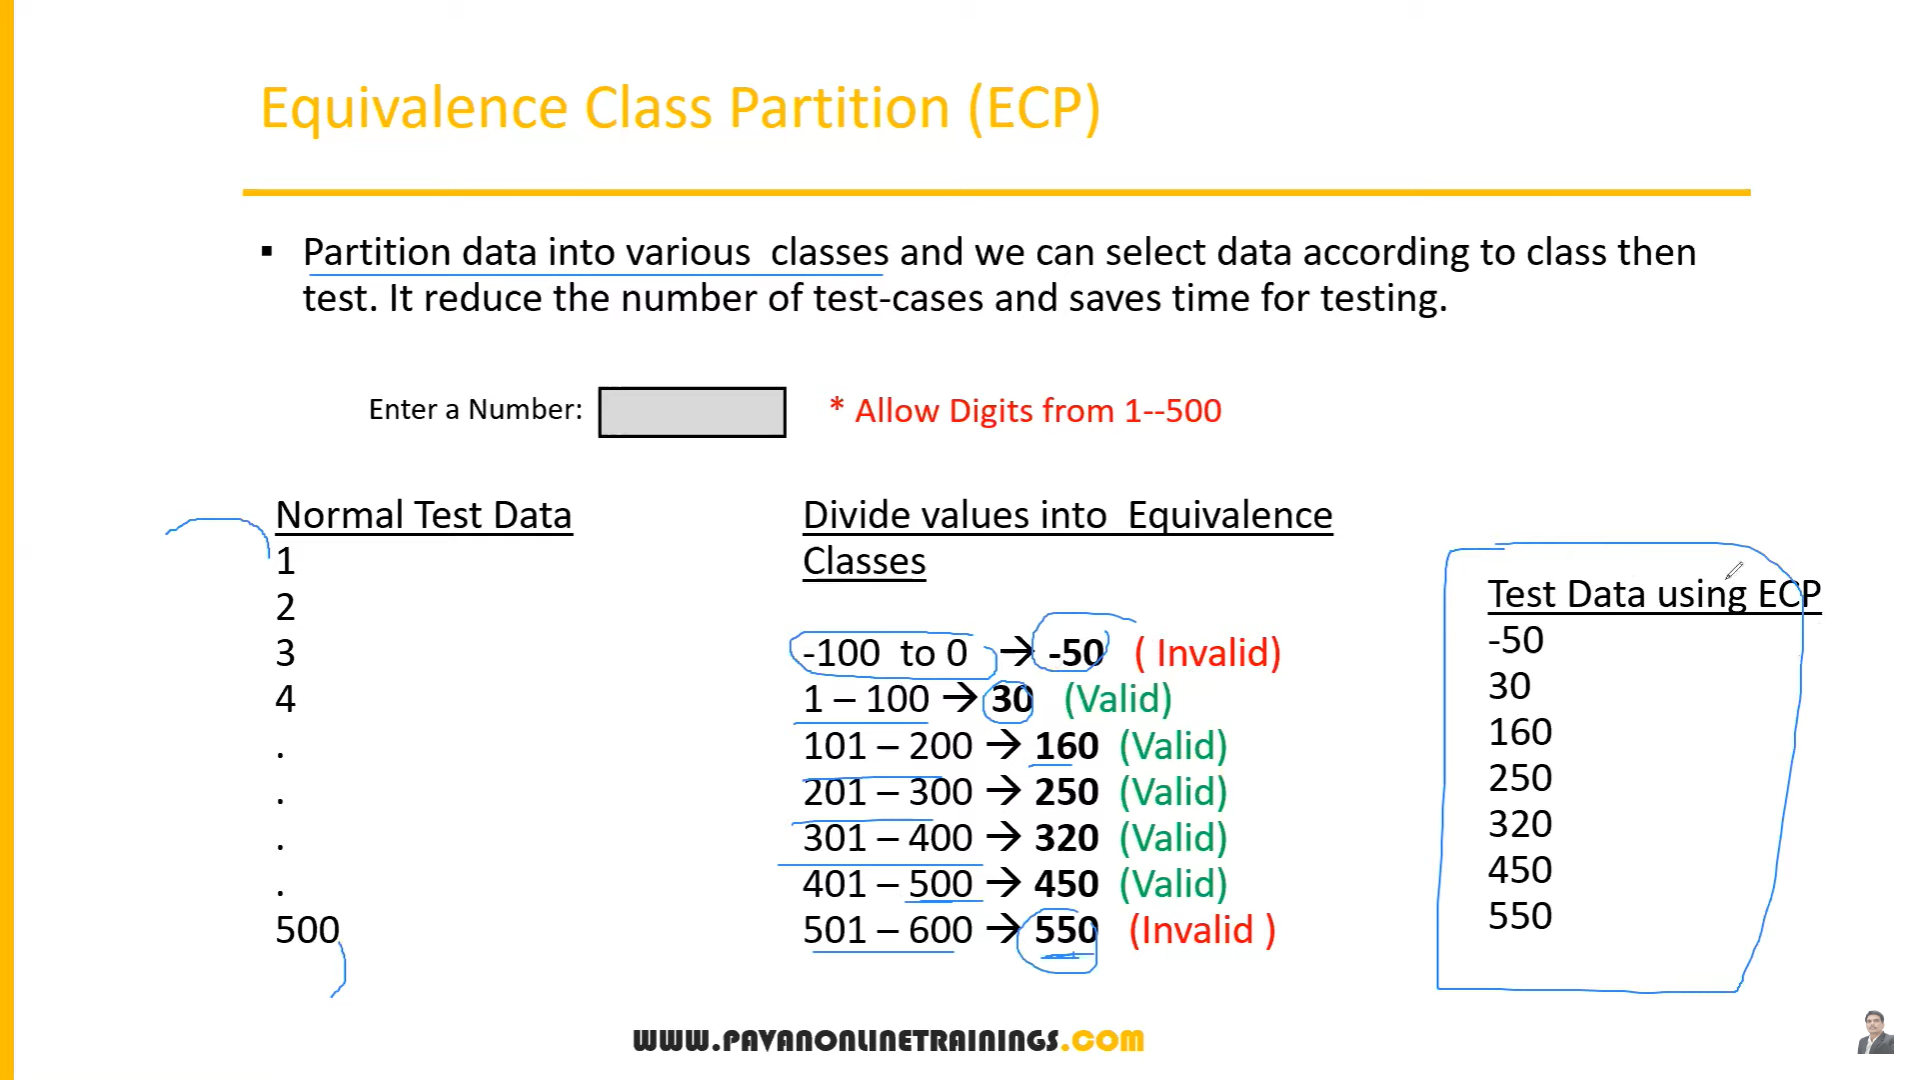 Equivalence Class Partition (ECP)
▪ Partition data into various classes and we can select data according to class then
test. It reduce the number of test-cases and saves time for testing.
Enter a Number:
* Allow Digits from 1--500
Normal Test Data
1
2
3
4
.
.
.
.
500
Divide values into Equivalence
Classes
-100 to 0 → -50 ( Invalid)
1 – 100 → 30 (Valid)
101 – 200 → 160 (Valid)
201 – 300 → 250 (Valid)
301 – 400 → 320 (Valid)
401 – 500 → 450 (Valid)
501 – 600 → 550 (Invalid )
Test Data using ECP
-50
30
160
250
320
450
550
WWW.PAVANONLINETRAININGS.COM